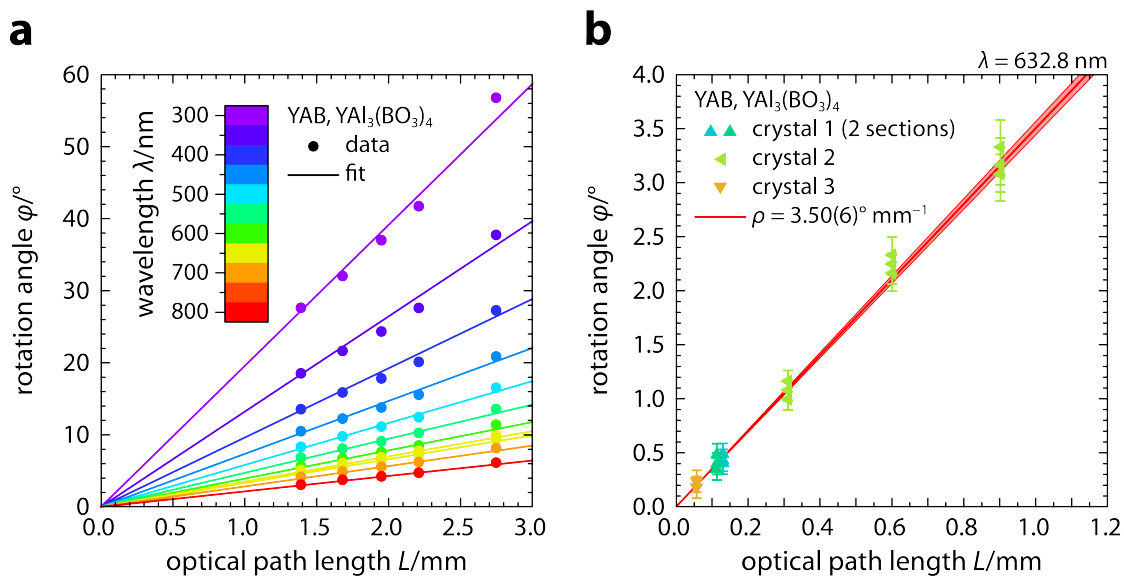 a
60
50
40
30
20
10
0
rotation angle φ/°
wavelength λ/nm
300
400
500
600
700
800
YAB, YAl₃(BO₃)₄
data
fit
0.0 0.5 1.0 1.5 2.0 2.5 3.0
optical path length L/mm
b
λ = 632.8 nm
4.0
3.5
3.0
2.5
2.0
1.5
1.0
0.5
0.0
rotation angle φ/°
YAB, YAl₃(BO₃)₄
crystal 1 (2 sections)
crystal 2
crystal 3
ρ = 3.50(6)° mm⁻¹
0.0 0.2 0.4 0.6 0.8 1.0 1.2
optical path length L/mm